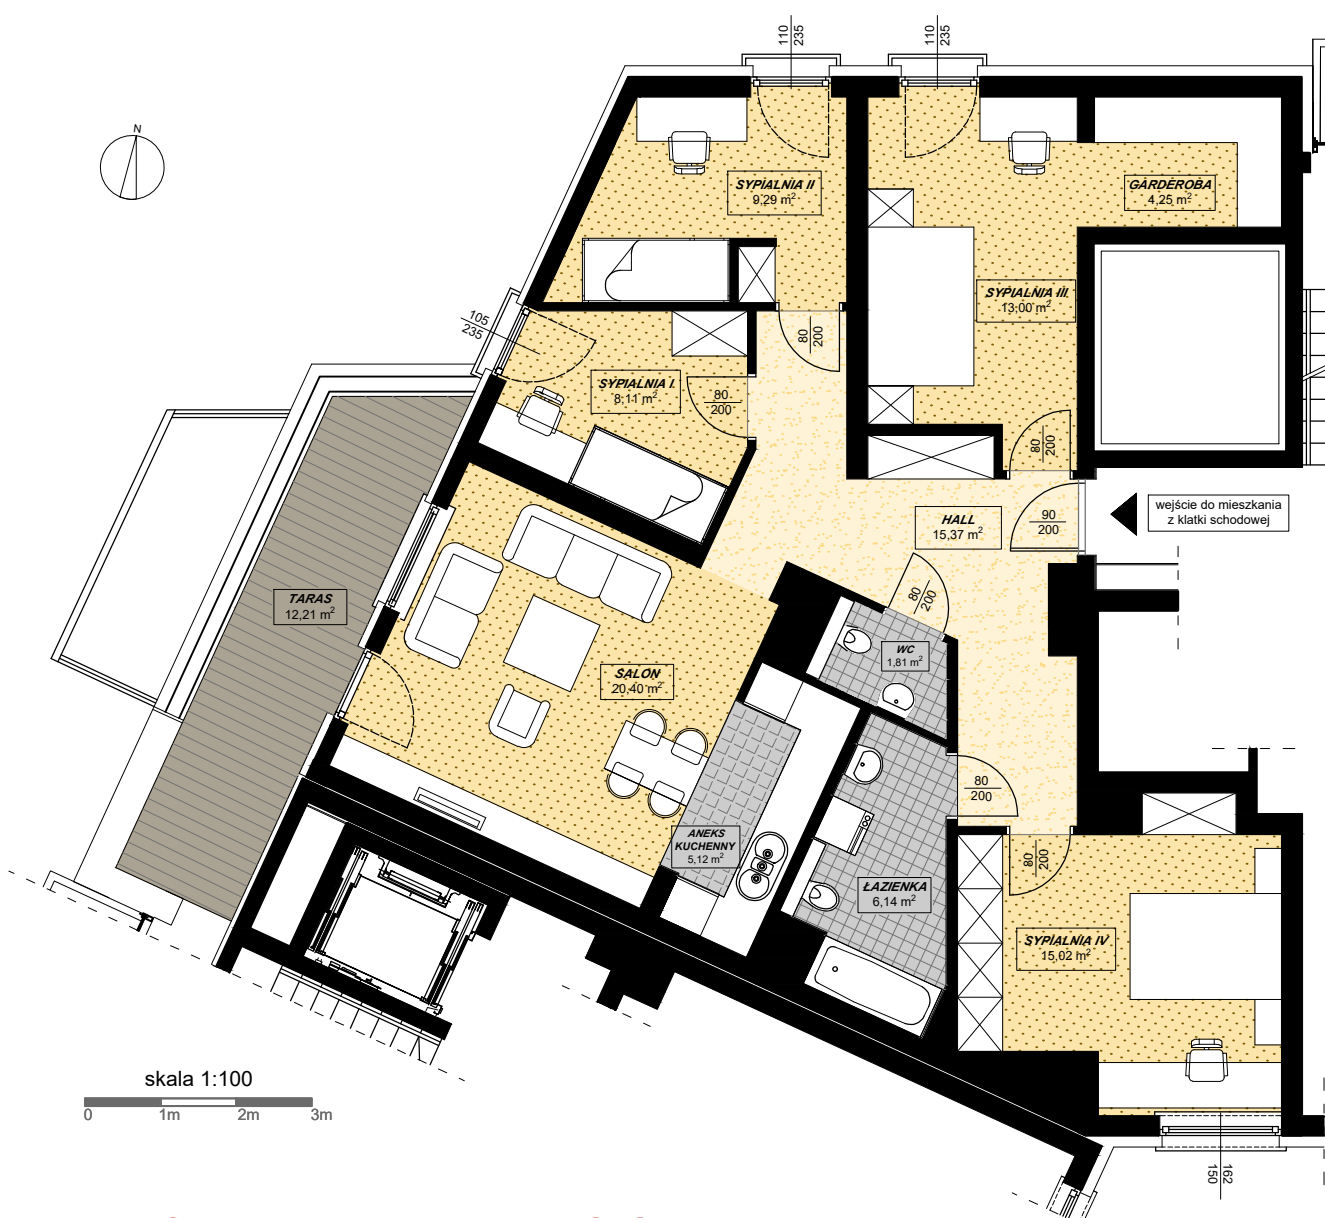 110
235
110
235
N
SYPIALNIA II
9,29 m²
GARDEROBA
4,25 m²
SYPIALNIA III
13,00 m²
105
235
80
200
SYPIALNIA I
8,11 m²
80
200
80
200
wejście do mieszkania
z klatki schodowej
HALL
15,37 m²
90
200
80
200
TARAS
12,21 m²
WC
1,81 m²
SALON
20,40 m²
80
200
ANEKS
KUCHENNY
5,12 m²
80
200
ŁAZIENKA
6,14 m²
SYPIALNIA IV
15,02 m²
skala 1:100
0 1m 2m 3m
162
150